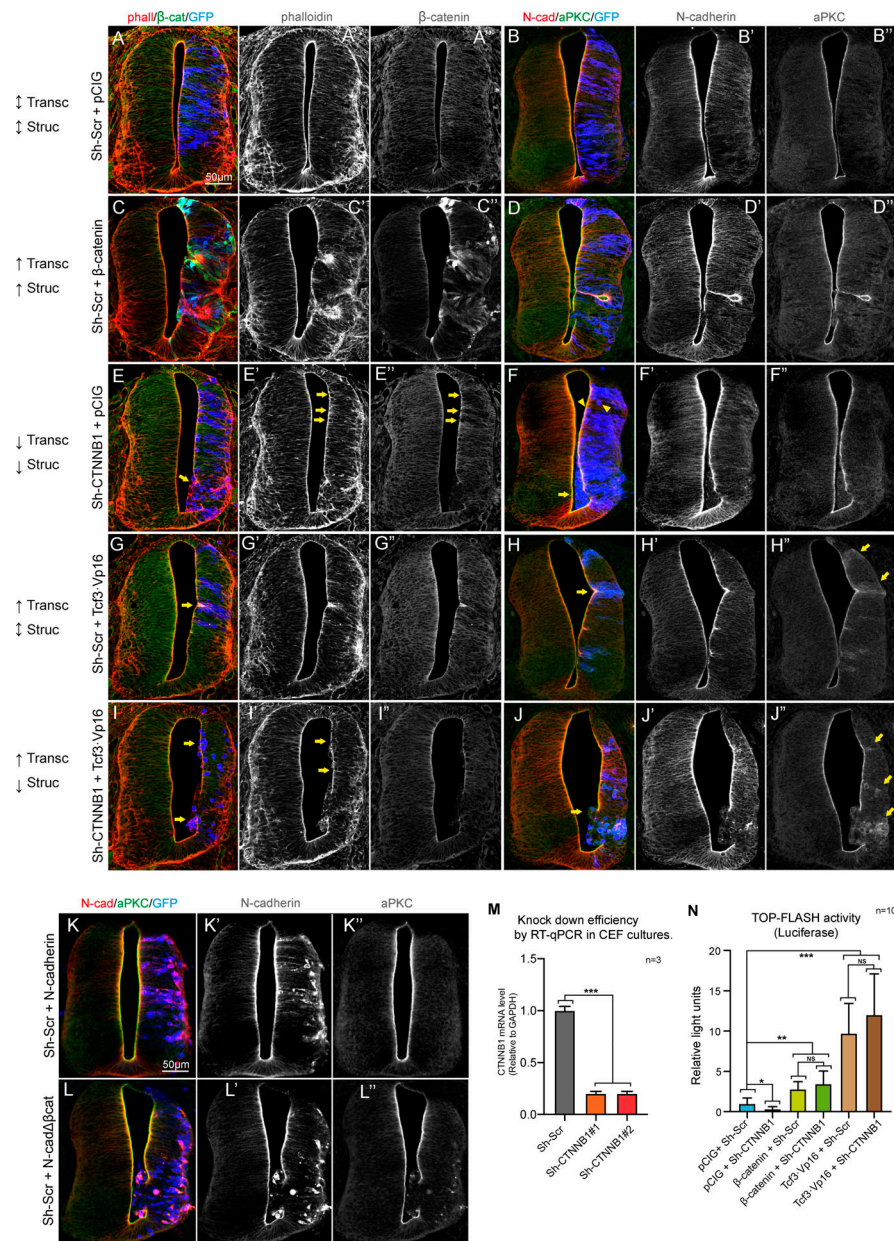 phall/β-cat/GFP
phalloidin
β-catenin
N-cad/aPKC/GFP
N-cadherin
aPKC
↕ Transc
↕ Struc
Sh-Scr + pCIG
A
A'
A''
B
B'
B''
50µm
↑ Transc
↑ Struc
Sh-Scr + β-catenin
C
C'
C''
D
D'
D''
↓ Transc
↓ Struc
Sh-CTNNB1 + pCIG
E
E'
E''
F
F'
F''
↑ Transc
↕ Struc
Sh-Scr + Tcf3·Vp16
G
G'
G''
H
H'
H''
↑ Transc
↓ Struc
Sh-CTNNB1 + Tcf3·Vp16
I
I'
I''
J
J'
J''
N-cad/aPKC/GFP
N-cadherin
aPKC
Sh-Scr + N-cadherin
K
K'
K''
50µm
Sh-Scr + N-cadΔβcat
L
L'
L''
M
Knock down efficiency
by RT-qPCR in CEF cultures.
n=3
CTNNB1 mRNA level
(Relative to GAPDH)
1.5
1.0
0.5
0.0
***
Sh-Scr
Sh-CTNNB1#1
Sh-CTNNB1#2
N
n=10
TOP-FLASH activity
(Luciferase)
Relative light units
20
15
10
5
0
***
NS
**
NS
*
pCIG+ Sh-Scr
pCIG + Sh-CTNNB1
β-catenin + Sh-Scr
β-catenin + Sh-CTNNB1
Tcf3·Vp16 + Sh-Scr
Tcf3·Vp16 + Sh-CTNNB1